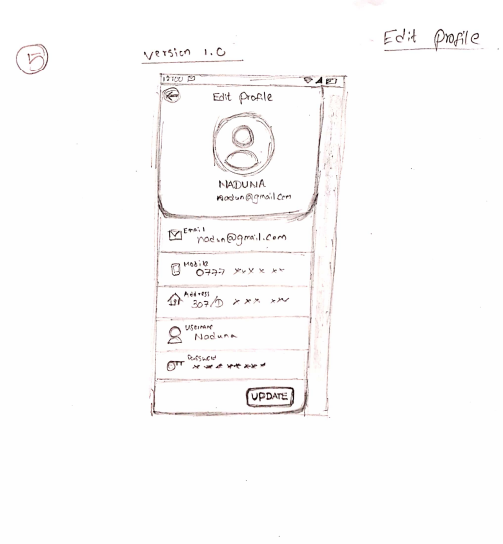 Edit Profile
5
version 1.0
Edit Profile
NADUNA
nadun@gmail.com
Email
nadun@gmail.com
Mobile
0777 *** * **
Address
307/D * ** **
Username
Naduna
Password
* * * * * * *
UPDATE